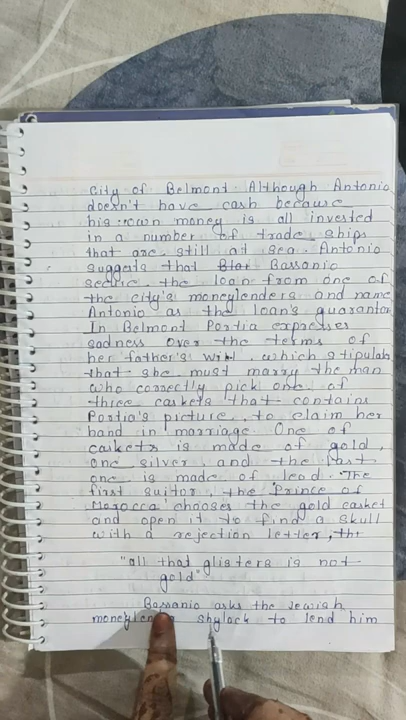 City of Belmont. Although Antonio
doesn't have cash because
his own money is all invested
in a number of trade ships
that are still at sea. Antonio
suggests that Bassanio
secure the loan from one of
the city's moneylenders and name
Antonio as the loan's guarantor
In Belmont Portia expresses
sadness over the terms of
her father's will, which stipulates
that she must marry the man
who correctly pick one of
three caskets that contains
Portia's picture, to claim her
hand in marriage. One of
caskets is made of gold,
one silver, and the last
one is made of lead. The
first suitor, the Prince of
Morocca chooses the gold casket
and open it to find a skull
with a rejection letter, the
"all that glisters is not
gold"
Bassanio asks the Jewish
Shylock to lend him